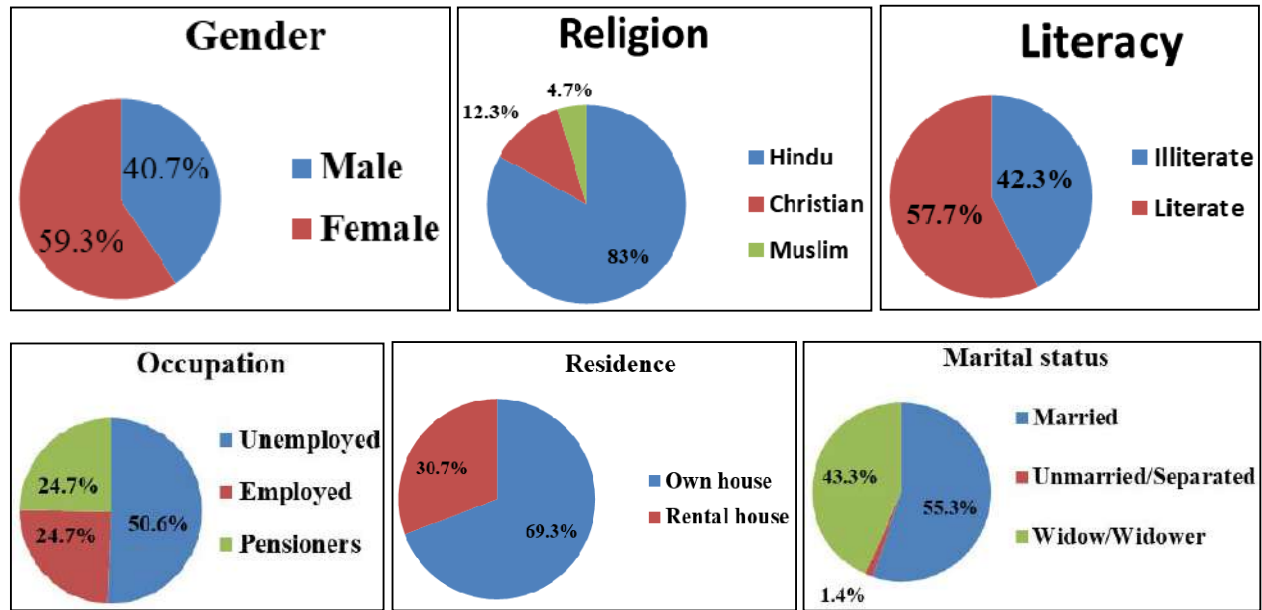 Gender
40.7%
59.3%
Male
Female
Religion
4.7%
12.3%
83%
Hindu
Christian
Muslim
Literacy
42.3%
57.7%
Illiterate
Literate
Occupation
24.7%
24.7%
50.6%
Unemployed
Employed
Pensioners
Residence
30.7%
69.3%
Own house
Rental house
Marital status
43.3%
55.3%
1.4%
Married
Unmarried/Separated
Widow/Widower